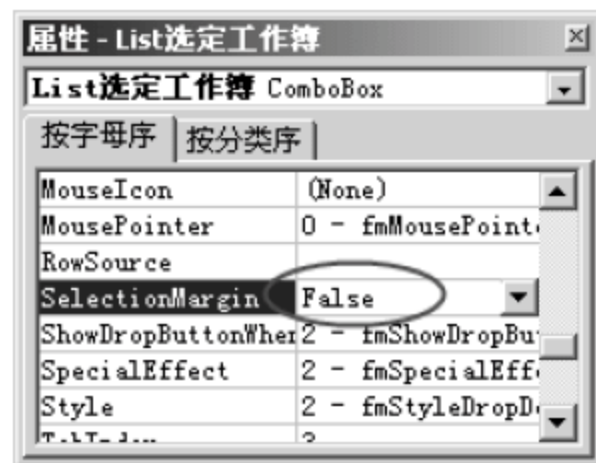 属性 - List选定工作簿
List选定工作簿 ComboBox
按字母序 按分类序
MouseIcon (None)
MousePointer 0 - fmMousePoint
RowSource
SelectionMargin False
ShowDropButtonWher 2 - fmShowDropBu
SpecialEffect 2 - fmSpecialEff
Style 2 - fmStyleDropD